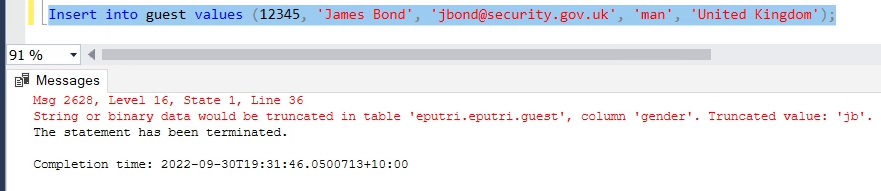 Insert into guest values (12345, 'James Bond', 'jbond@security.gov.uk', 'man', 'United Kingdom');
91 %
Messages
Msg 2628, Level 16, State 1, Line 36
String or binary data would be truncated in table 'eputri.eputri.guest', column 'gender'. Truncated value: 'jb'.
The statement has been terminated.
Completion time: 2022-09-30T19:31:46.0500713+10:00